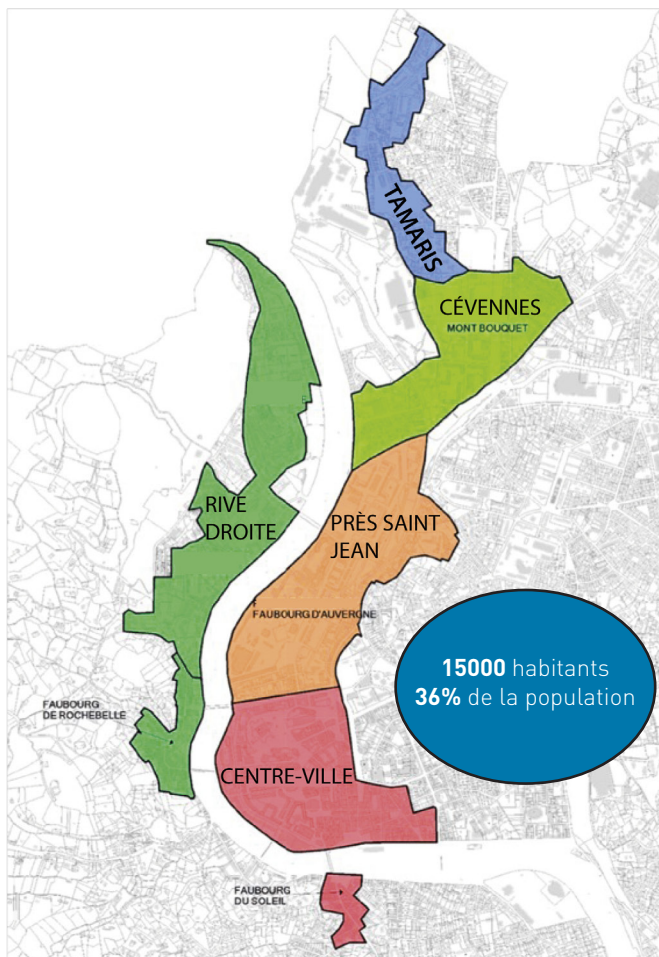 TAMARIS
CÉVENNES
MONT BOUQUET
RIVE
DROITE
PRÈS SAINT
JEAN
FAUBOURG D'AUVERGNE
15000 habitants
36% de la population
FAUBOURG
DE ROCHEBELLE
CENTRE-VILLE
FAUBOURG
DU SOLEIL